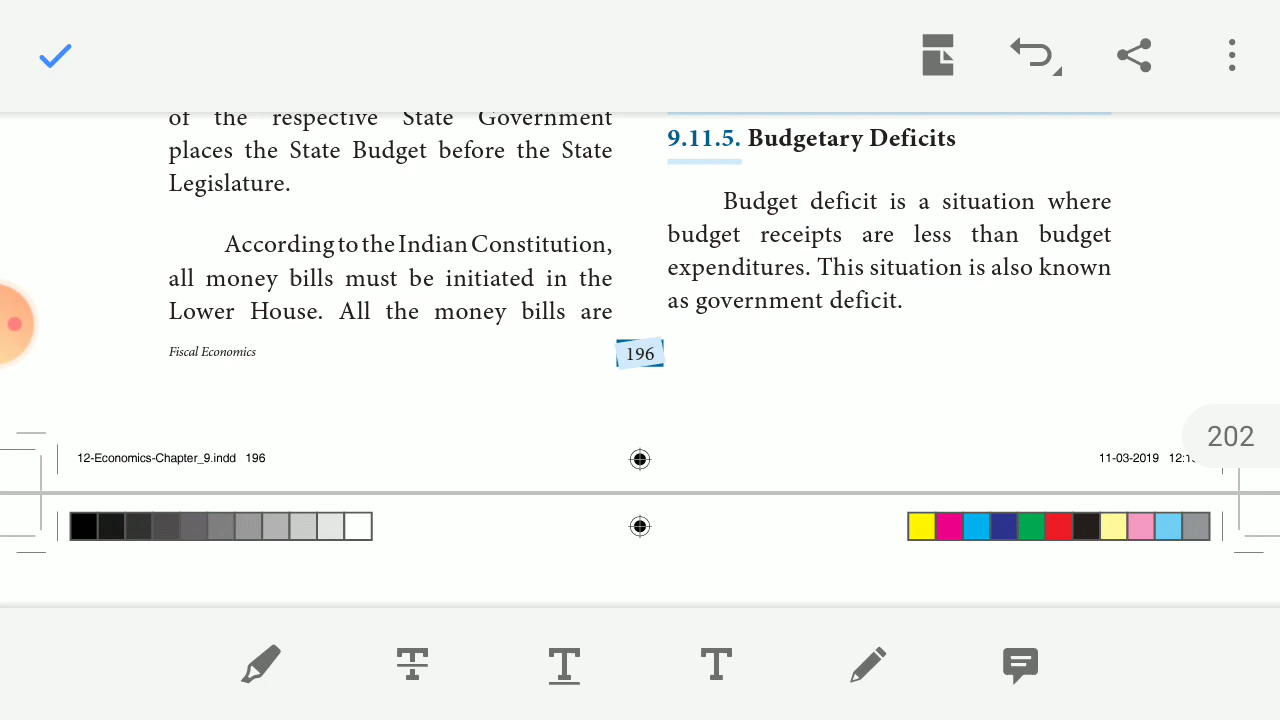 of the respective State Government
places the State Budget before the State
Legislature.
According to the Indian Constitution,
all money bills must be initiated in the
Lower House. All the money bills are
9.11.5. Budgetary Deficits
Budget deficit is a situation where
budget receipts are less than budget
expenditures. This situation is also known
as government deficit.
Fiscal Economics
196
202
12-Economics-Chapter_9.indd 196
11-03-2019